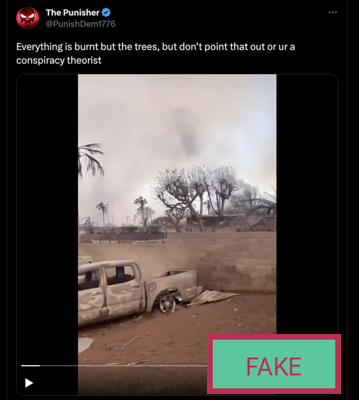 The Punisher
@PunishDem1776
Everything is burnt but the trees, but don't point that out or ur a
conspiracy theorist
FAKE